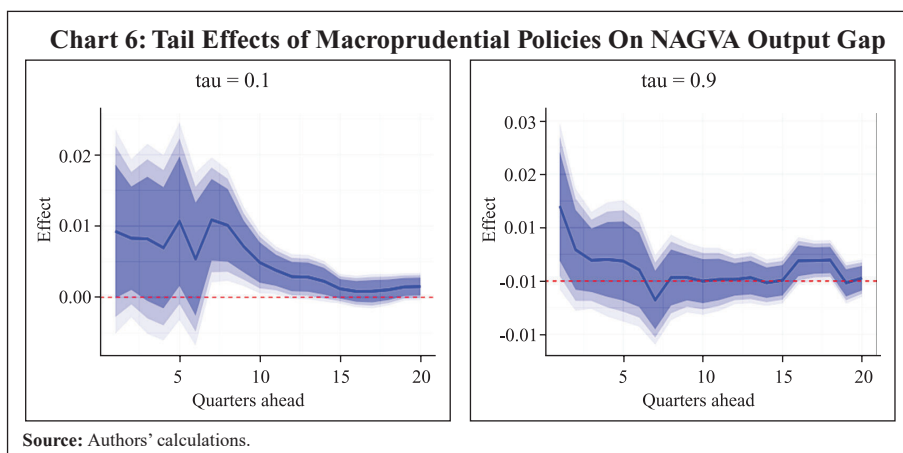 Chart 6: Tail Effects of Macroprudential Policies On NAGVA Output Gap
tau = 0.1
0.02
0.01
0.00
Effect
5
10
15
20
Quarters ahead
tau = 0.9
0.03
0.02
0.01
-0.01
-0.01
Effect
5
10
15
20
Quarters ahead
Source: Authors' calculations.